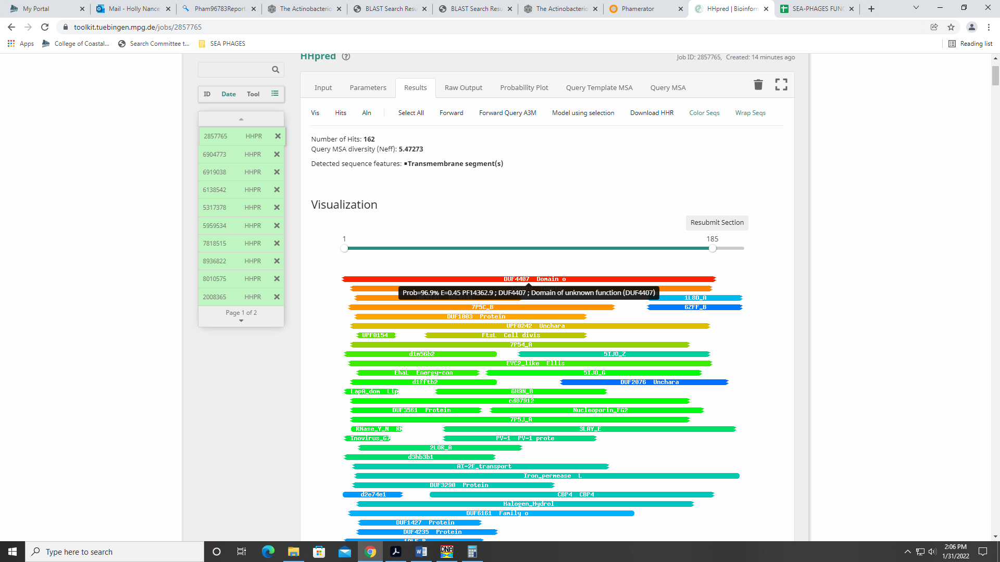 My Portal
Mail - Holly Nance
Pham96783Report.
The Actinobacterio
BLAST Search Resu
BLAST Search Resu
The Actinobacterio
Phamerator
HHpred | Bioinform
SEA-PHAGES FUNC
toolkit.tuebingen.mpg.de/jobs/2857765
Apps
College of Coastal...
Search Committee t...
SEA PHAGES
Reading list
HHpred
Job ID: 2857765, Created: 14 minutes ago
Input Parameters Results Raw Output Probability Plot Query Template MSA Query MSA
ID Date Tool
Vis Hits Aln Select All Forward Forward Query A3M Model using selection Download HHR Color Seqs Wrap Seqs
2857765 HHPR
6904773 HHPR
6919038 HHPR
6138542 HHPR
5317378 HHPR
5959534 HHPR
7818515 HHPR
8936822 HHPR
8010575 HHPR
2008365 HHPR
Page 1 of 2
Number of Hits: 162
Query MSA diversity (Neff): 5.47273
Detected sequence features: ▪Transmembrane segment(s)
Visualization
Resubmit Section
1 185
DUF4407 Domain o
Prob=96.9% E=0.45 PF14362.9 ; DUF4407 ; Domain of unknown function (DUF4407)
1L8D_A
7P5C_B 6ZFF_B
DUF1003 Protein
UPF0242 Unchara
UPF0154 FtsL Cell divis
7P54_A
d1m56b2 5IJO_Z
EVC2_like Ellis
EhaL Energy-con 5IJO_G
d1fftb2 DUF2076 Unchara
LapA_dom Lip 6H9N_B
cd07912
DUF3561 Protein Nucleoporin_FG2
7P5J_A
RNase_Y_N 3LAY_E
Inovirus_G7 PV-1 PV-1 prote
2LOR_A
d3hb3b1
AI-2E_transport
Iron_permease L
DUF3290 Protein
d2e74e1 CBP4 CBP4
Halogen_Hydrol
DUF6161 Family o
DUF1427 Protein
DUF4235 Protein
Type here to search
DNA
2:06 PM
1/31/2022